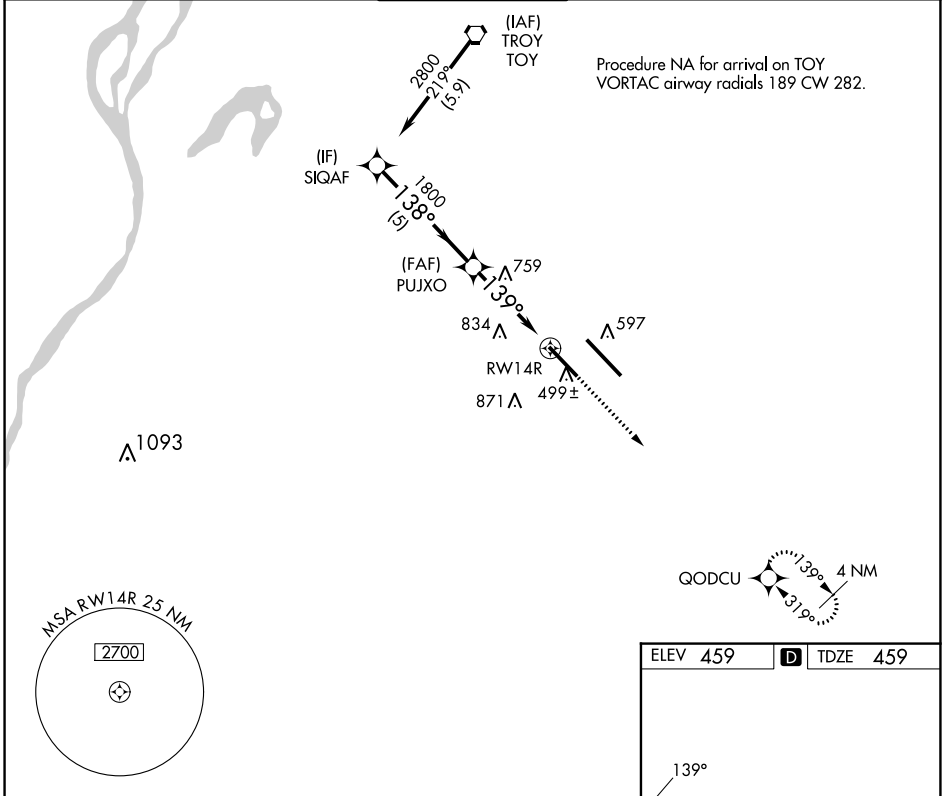 (IAF)
TROY
TOY
Procedure NA for arrival on TOY
VORTAC airway radials 189 CW 282.
2800
219°
(5.9)
(IF)
SIQAF
1800
138°
(5)
(FAF)
PUJXO
759
139°
834
597
RW14R
499±
871
1093
QODCU
139°
4 NM
319°
MSA RW14R 25 NM
2700
ELEV 459 D TDZE 459
139°